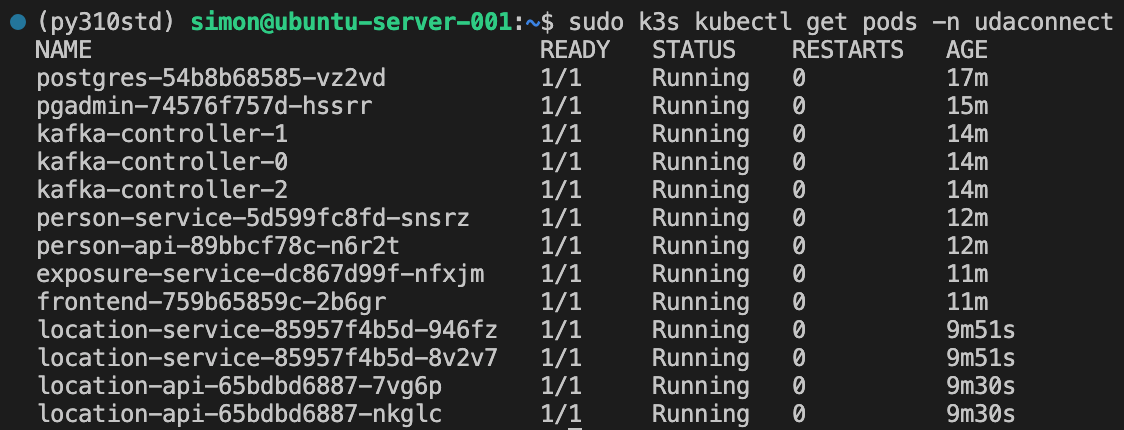 (py310std) simon@ubuntu-server-001:~$ sudo k3s kubectl get pods -n udaconnect
NAME READY STATUS RESTARTS AGE
postgres-54b8b68585-vz2vd 1/1 Running 0 17m
pgadmin-74576f757d-hssrr 1/1 Running 0 15m
kafka-controller-1 1/1 Running 0 14m
kafka-controller-0 1/1 Running 0 14m
kafka-controller-2 1/1 Running 0 14m
person-service-5d599fc8fd-snsrz 1/1 Running 0 12m
person-api-89bbcf78c-n6r2t 1/1 Running 0 12m
exposure-service-dc867d99f-nfxjm 1/1 Running 0 11m
frontend-759b65859c-2b6gr 1/1 Running 0 11m
location-service-85957f4b5d-946fz 1/1 Running 0 9m51s
location-service-85957f4b5d-8v2v7 1/1 Running 0 9m51s
location-api-65bdbd6887-7vg6p 1/1 Running 0 9m30s
location-api-65bdbd6887-nkglc 1/1 Running 0 9m30s